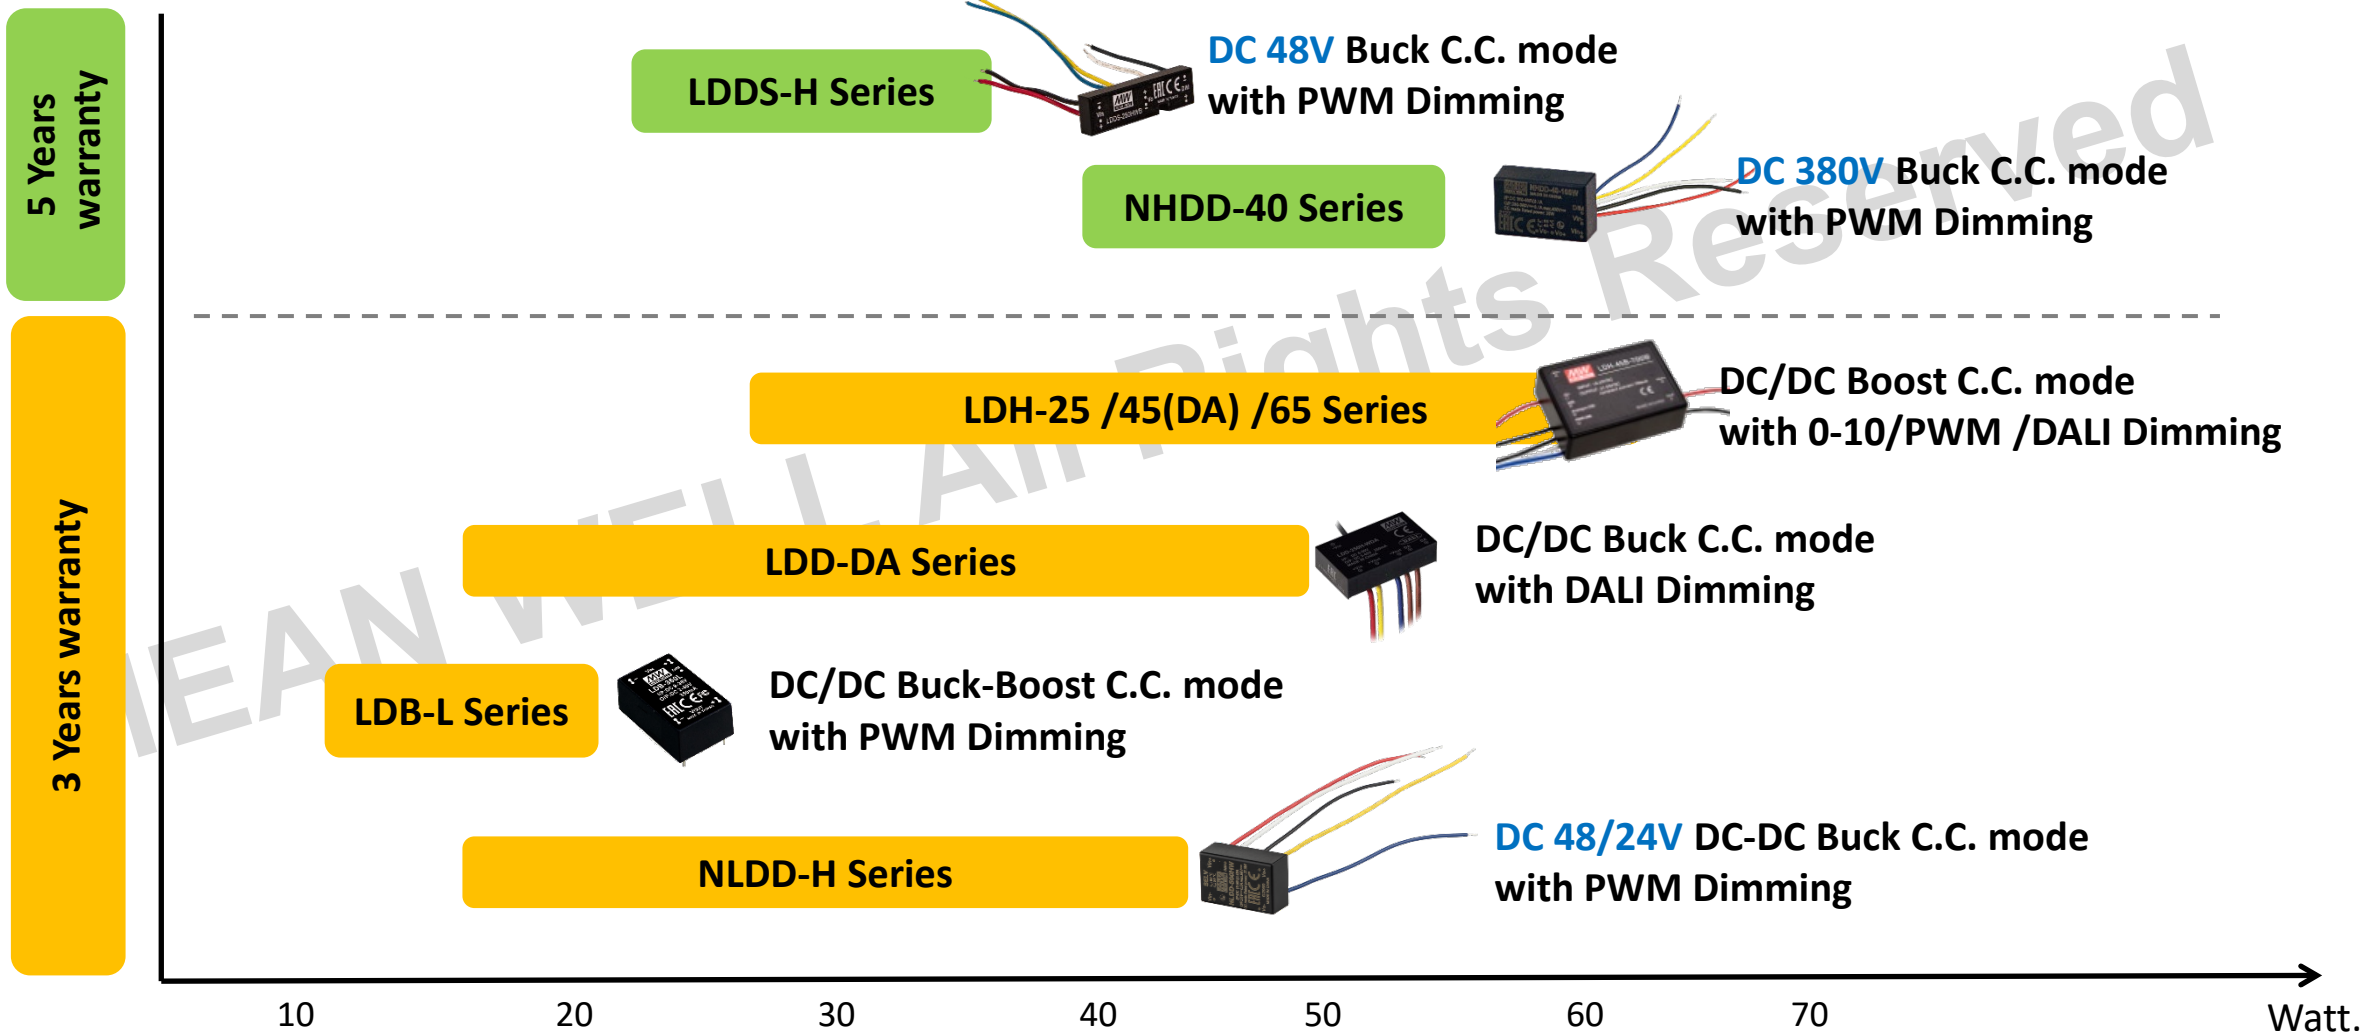 5 Years
warranty
LDDS-H Series
DC 48V Buck C.C. mode
with PWM Dimming
NHDD-40 Series
DC 380V Buck C.C. mode
with PWM Dimming
MEAN WELL All Rights Reserved
3 Years warranty
LDH-25 /45(DA) /65 Series
DC/DC Boost C.C. mode
with 0-10/PWM /DALI Dimming
LDD-DA Series
DC/DC Buck C.C. mode
with DALI Dimming
LDB-L Series
DC/DC Buck-Boost C.C. mode
with PWM Dimming
NLDD-H Series
DC 48/24V DC-DC Buck C.C. mode
with PWM Dimming
10 20 30 40 50 60 70 Watt.